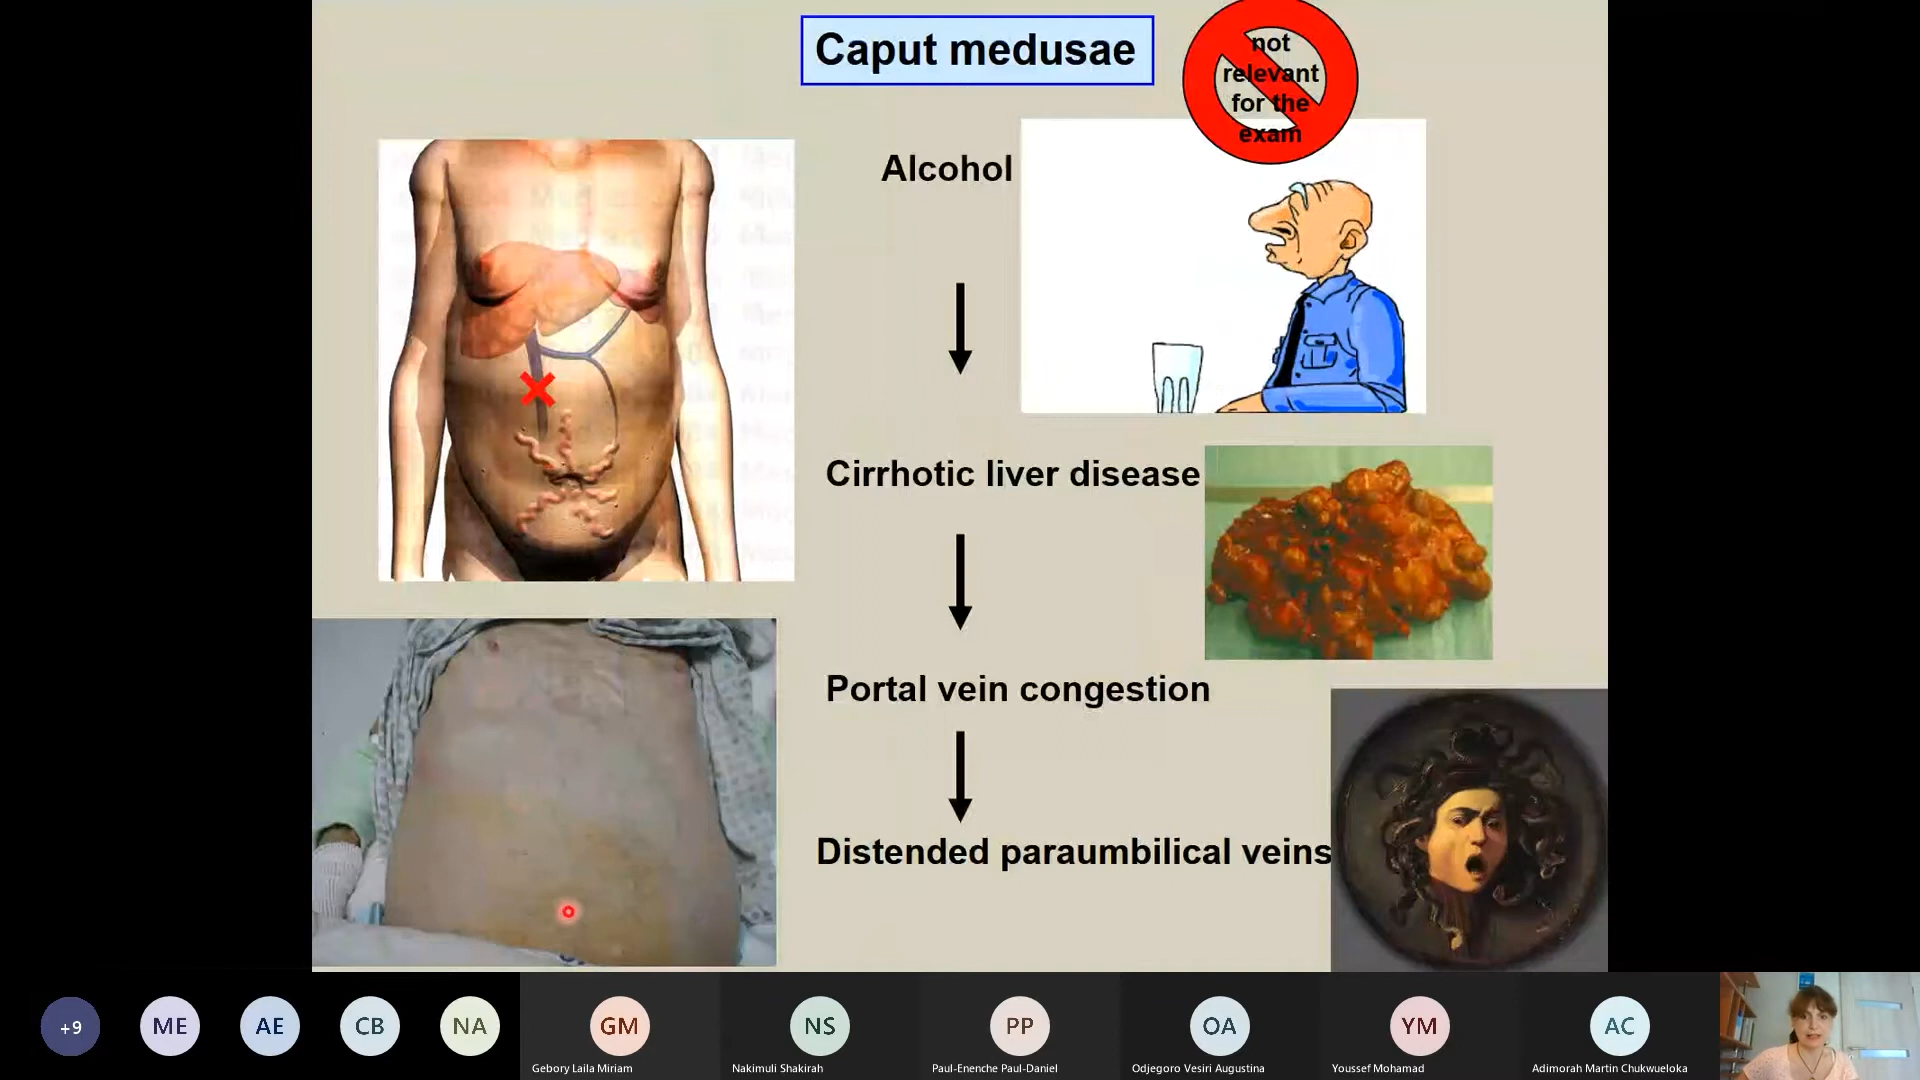 Caput medusae
not
relevant
for the
exam
Alcohol
Cirrhotic liver disease
Portal vein congestion
Distended paraumbilical veins
+9
ME
AE
CB
NA
GM
NS
PP
OA
YM
AC
Gebory Laila Miriam
Nakimuli Shakirah
Paul-Enenche Paul-Daniel
Odjegoro Vesiri Augustina
Youssef Mohamad
Adimorah Martin Chukwueloka